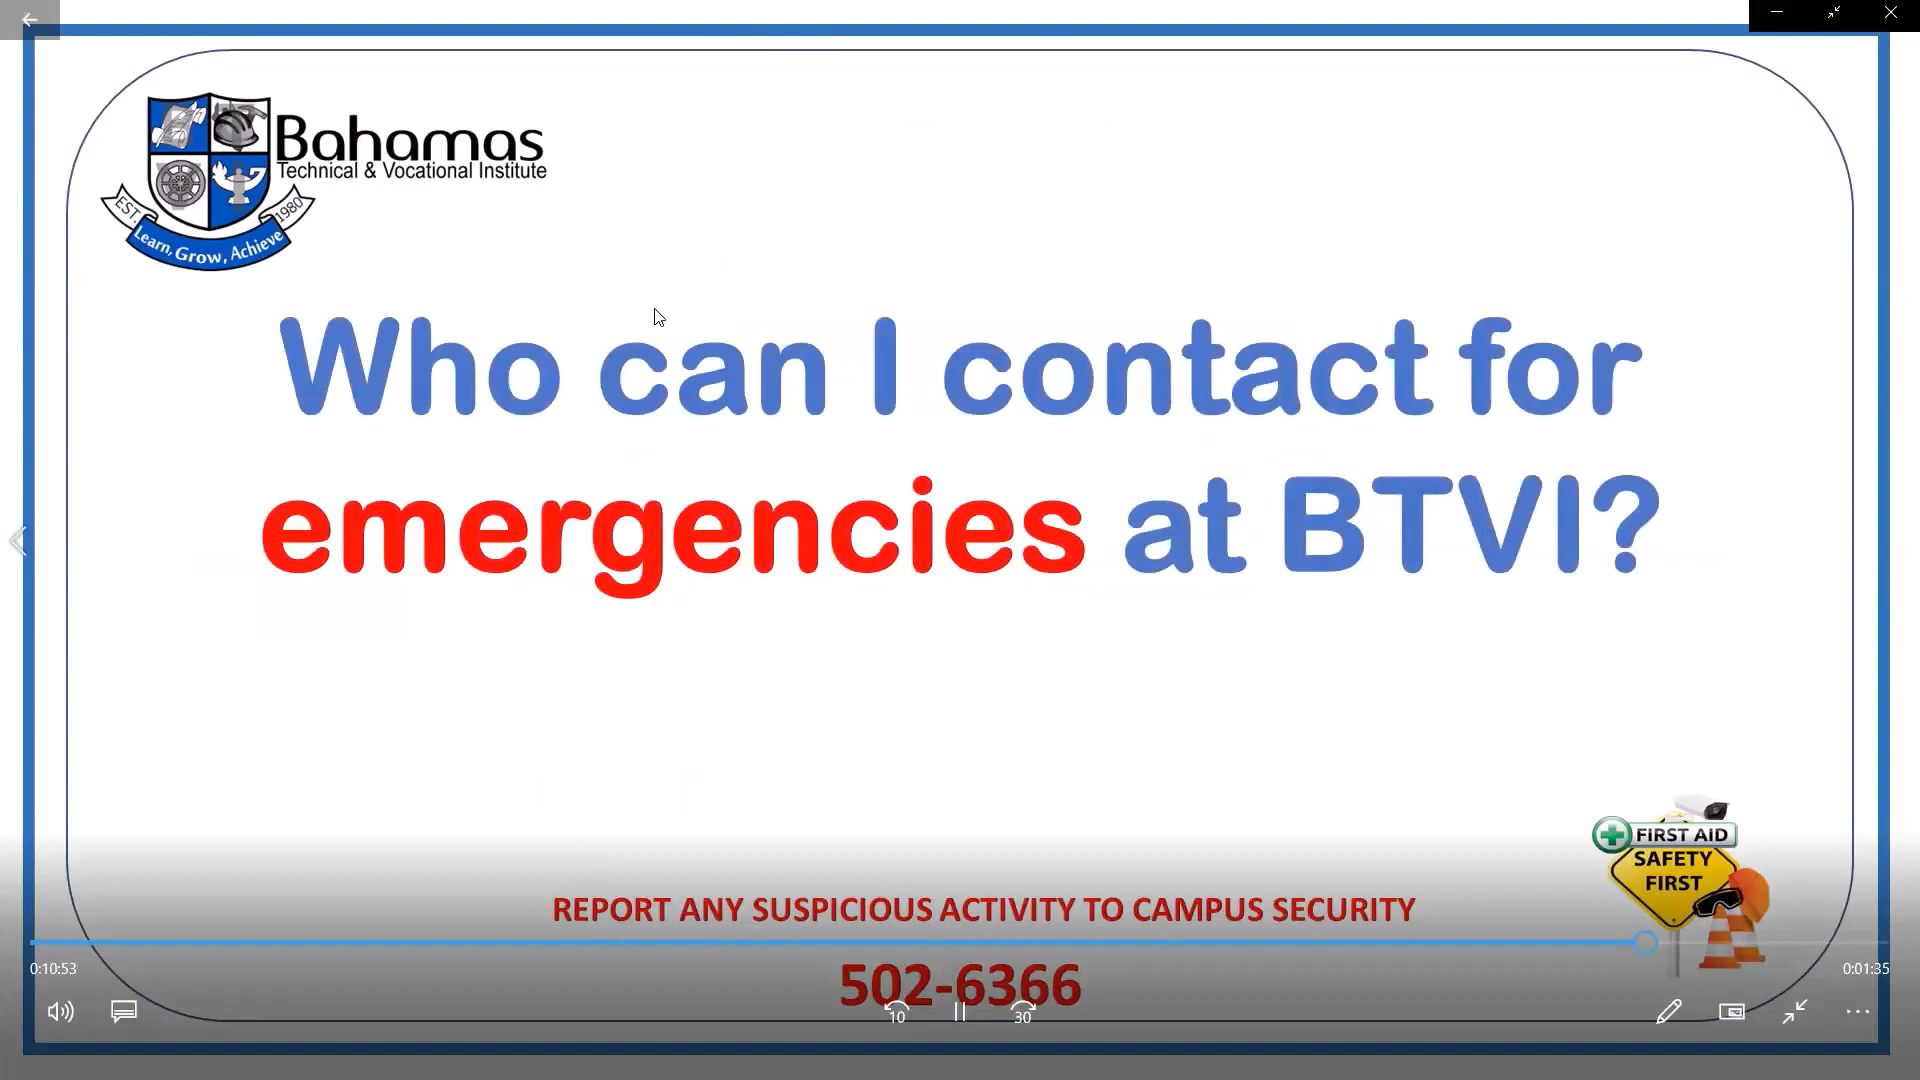 Bahamas
Technical & Vocational Institute
EST. 1980
Learn, Grow, Achieve
Who can I contact for
emergencies at BTVI?
FIRST AID
SAFETY
FIRST
REPORT ANY SUSPICIOUS ACTIVITY TO CAMPUS SECURITY
0:10:53
0:01:35
502-6366
10
30